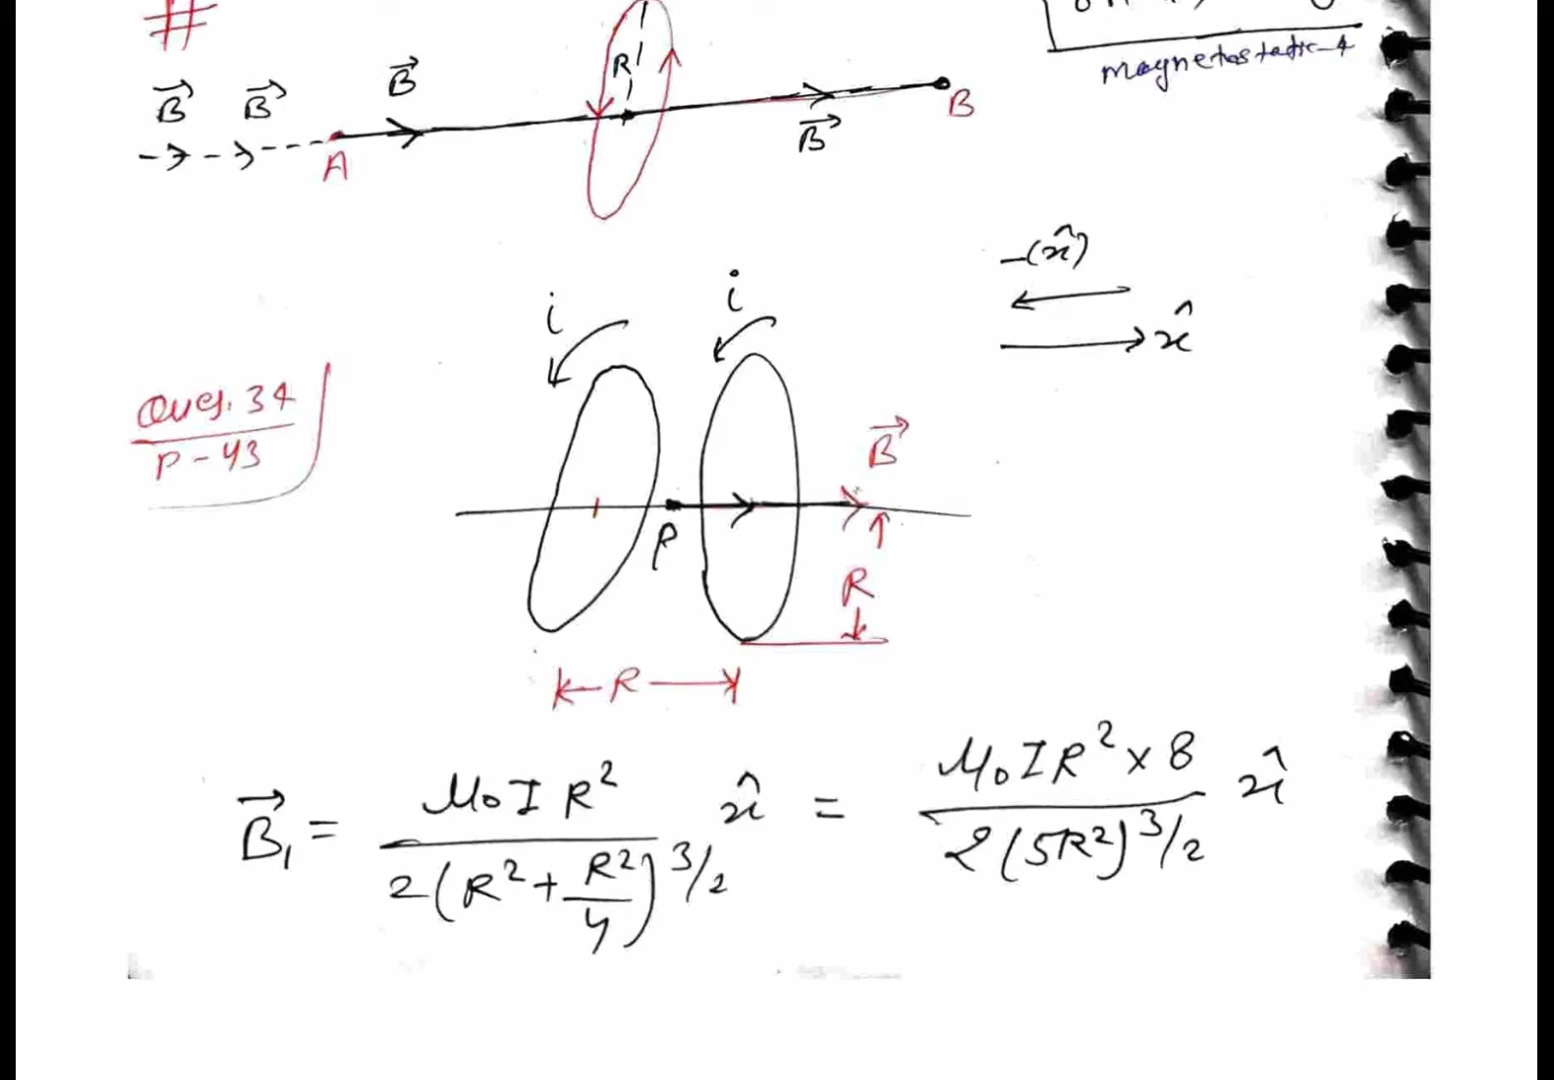 #
R
B⃗ B⃗ B⃗
A
B⃗
B
magnetostatic-4
-(x̂)
x̂
i i
Ques. 34
P-43
B⃗
P
R
R
B⃗₁ = μ₀IR² / 2(R² + R²/4)^3/2 x̂ = μ₀IR² × 8 / 2(5R²)^3/2 x̂